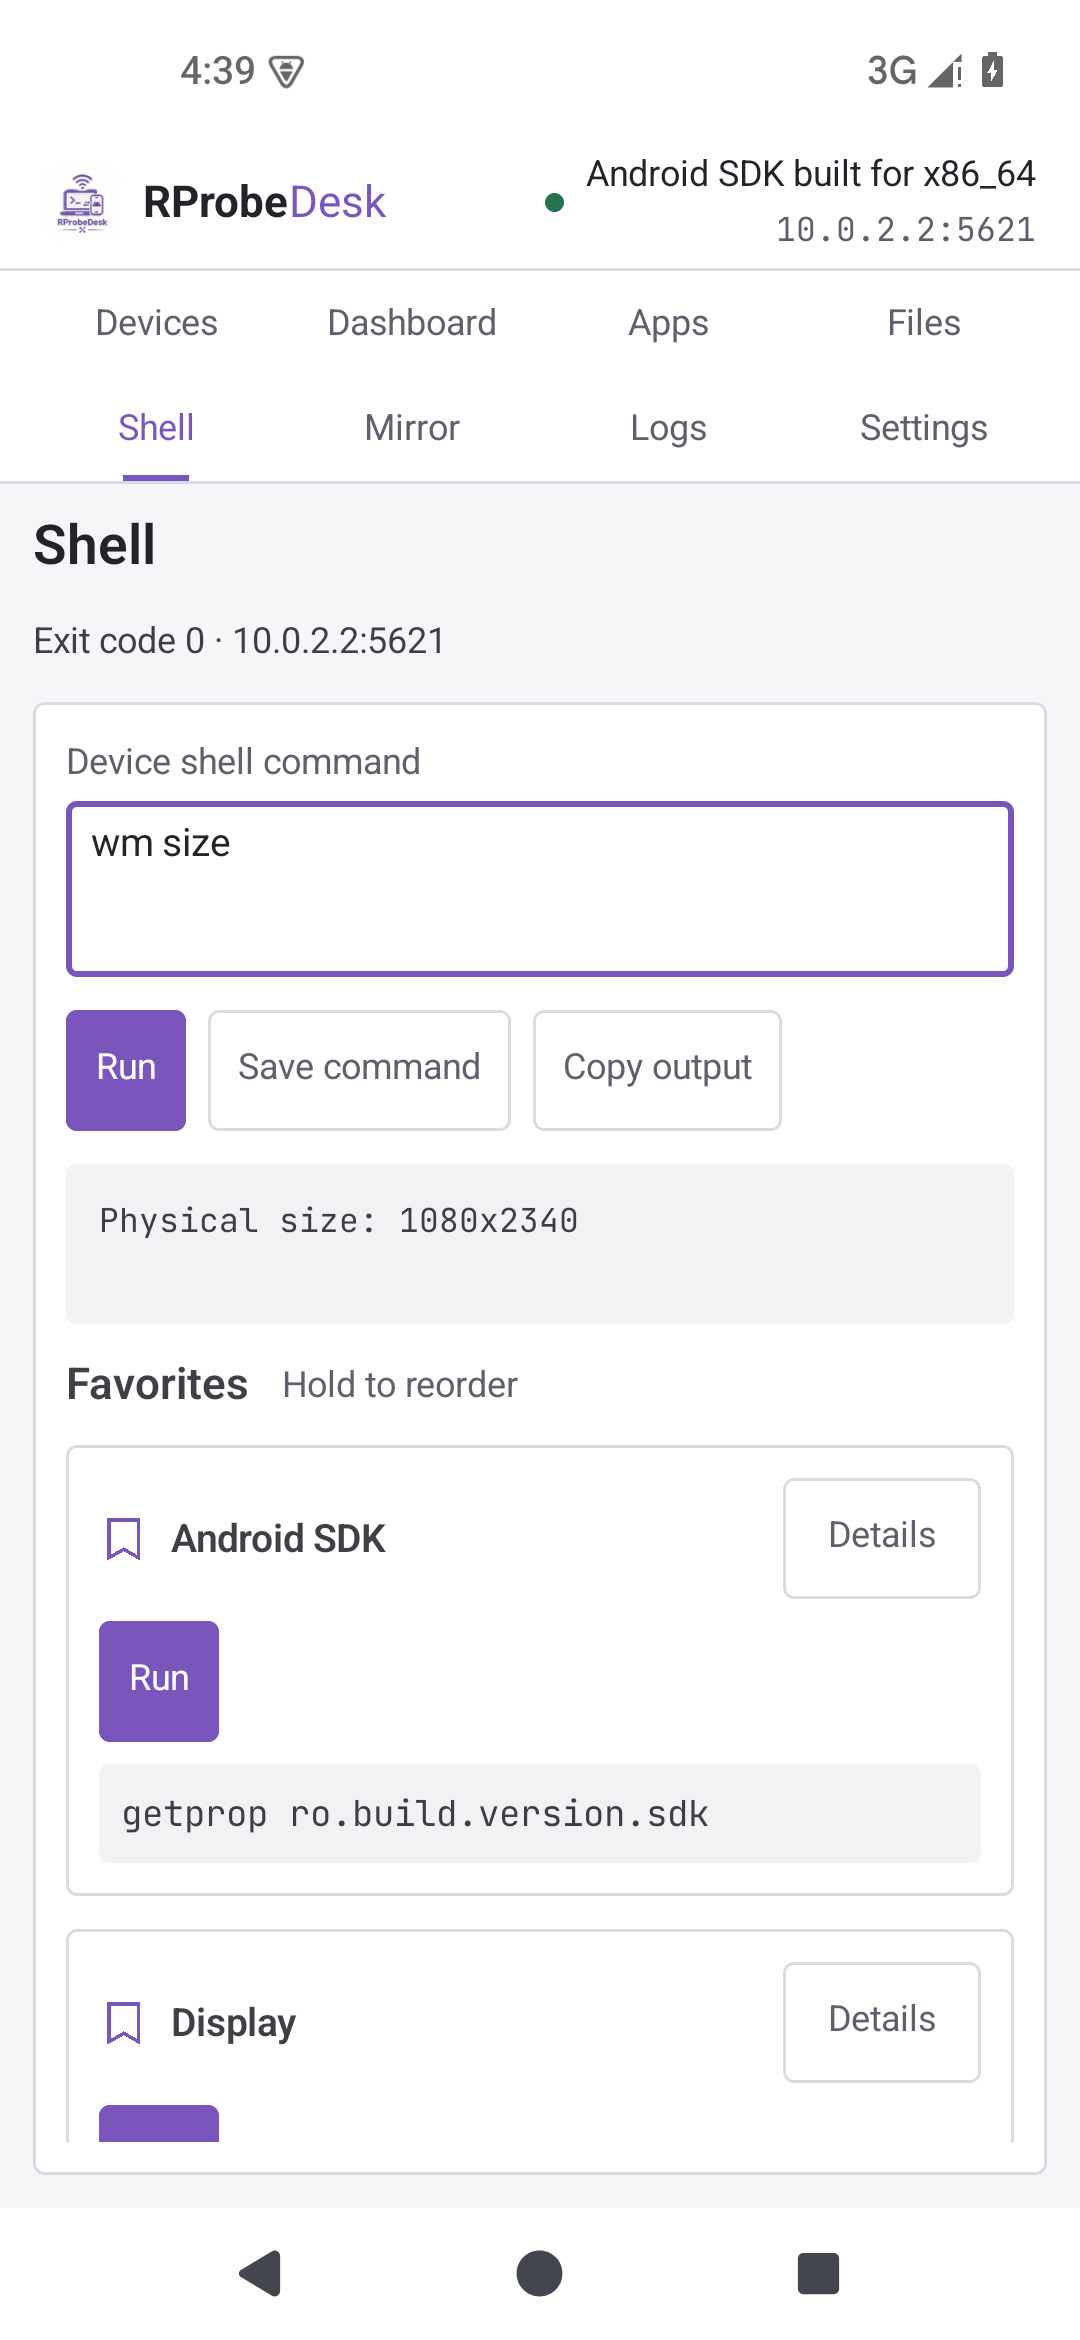 4:39
3G
RProbeDesk
RProbeDesk
Android SDK built for x86_64
10.0.2.2:5621
Devices Dashboard Apps Files
Shell Mirror Logs Settings
Shell
Exit code 0 · 10.0.2.2:5621
Device shell command
wm size
Run Save command Copy output
Physical size: 1080x2340
Favorites Hold to reorder
Android SDK Details
Run
getprop ro.build.version.sdk
Display Details